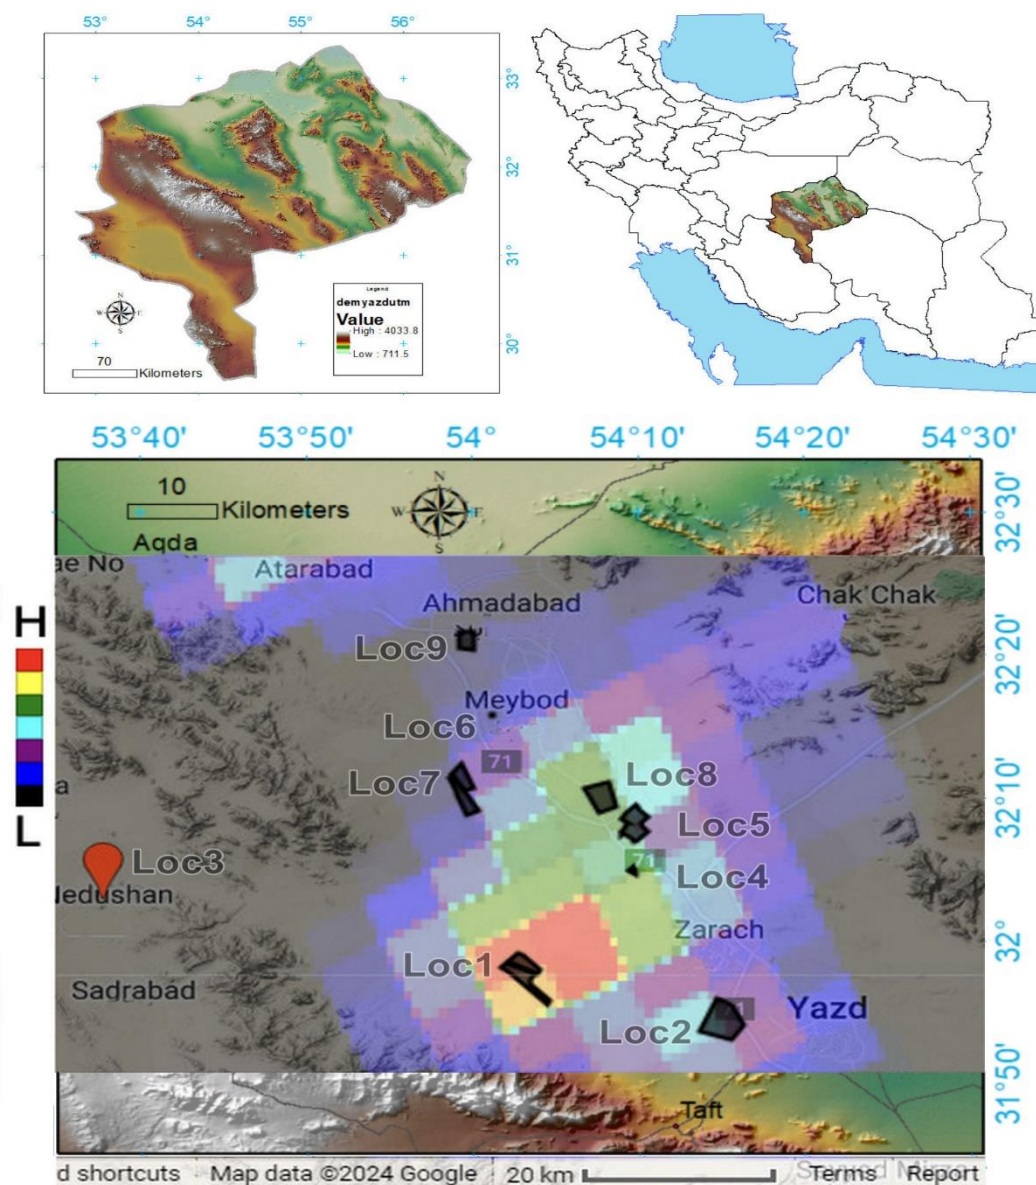 53° 54° 55° 56°
33°
32°
31°
30°
N
W E
S
70
Kilometers
Legend
demyazdutm
Value
High : 4033.8
Low : 711.5
53°40' 53°50' 54° 54°10' 54°20' 54°30'
10
Kilometers
N
W E
S
32°30'
32°20'
32°10'
32°
31°50'
Aqda
ae No
Atarabad
Ahmadabad
Chak Chak
Loc9
Meybod
Loc6
71
Loc7
Loc8
Loc5
Loc3
71
Loc4
Nedushan
Zarach
Loc1
Sadrabad
Yazd
Loc2
H
L
Taft
d shortcuts Map data ©2024 Google 20 km Terms Report